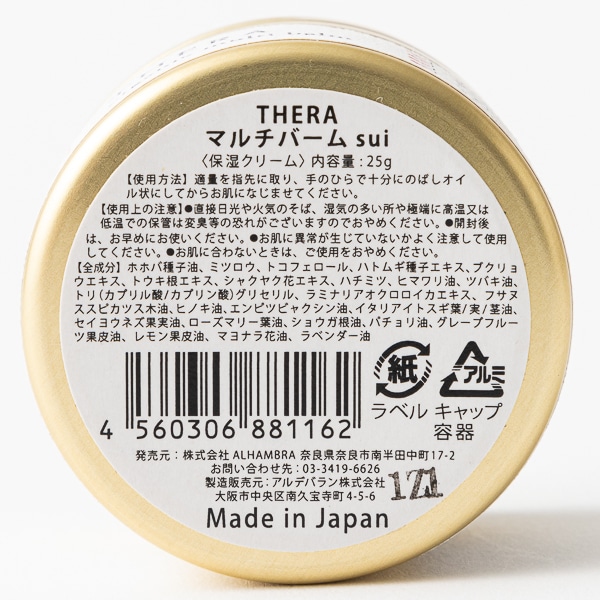 THERA
マルチバーム sui
〈保湿クリーム〉内容量：25g
【使用方法】適量を指先に取り、手のひらで十分にのばしオイ
ル状にしてからお肌になじませてください。
【使用上の注意】●直接日光や火気のそば、湿気の多い所や極端に高温又は
低温での保管は変臭等の恐れがございますのでおやめください。●開封後
は、お早めにお使いください。●お肌に異常が生じていないかよく注意して使用
してください。●お肌に合わないときは、ご使用をおやめください。
【全成分】ホホバ種子油、ミツロウ、トコフェロール、ハトムギ種子エキス、ブクリョ
ウエキス、トウキ根エキス、シャクヤク花エキス、ハチミツ、ヒマワリ油、ツバキ油、
トリ（カプリル酸/カプリン酸）グリセリル、ラミナリアオクロロイカエキス、フサザ
ンススピカツス木油、ヒノキ油、エンピツビャクシン油、イタリアイトスギ葉/実/茎油、
セイヨウネズ果実油、ローズマリー葉油、ショウガ根油、パチョリ油、グレープフルー
ツ果皮油、レモン果皮油、マヨナラ花油、ラベンダー油
4 560306 881162
紙 アルミ
ラベル キャップ
容器
発売元：株式会社 ALHAMBRA 奈良県奈良市南半田中町17-2
お問い合わせ先：03-3419-6626
製造販売元：アルデバラン株式会社
大阪市中央区南久宝寺町4-5-6
121
Made in Japan